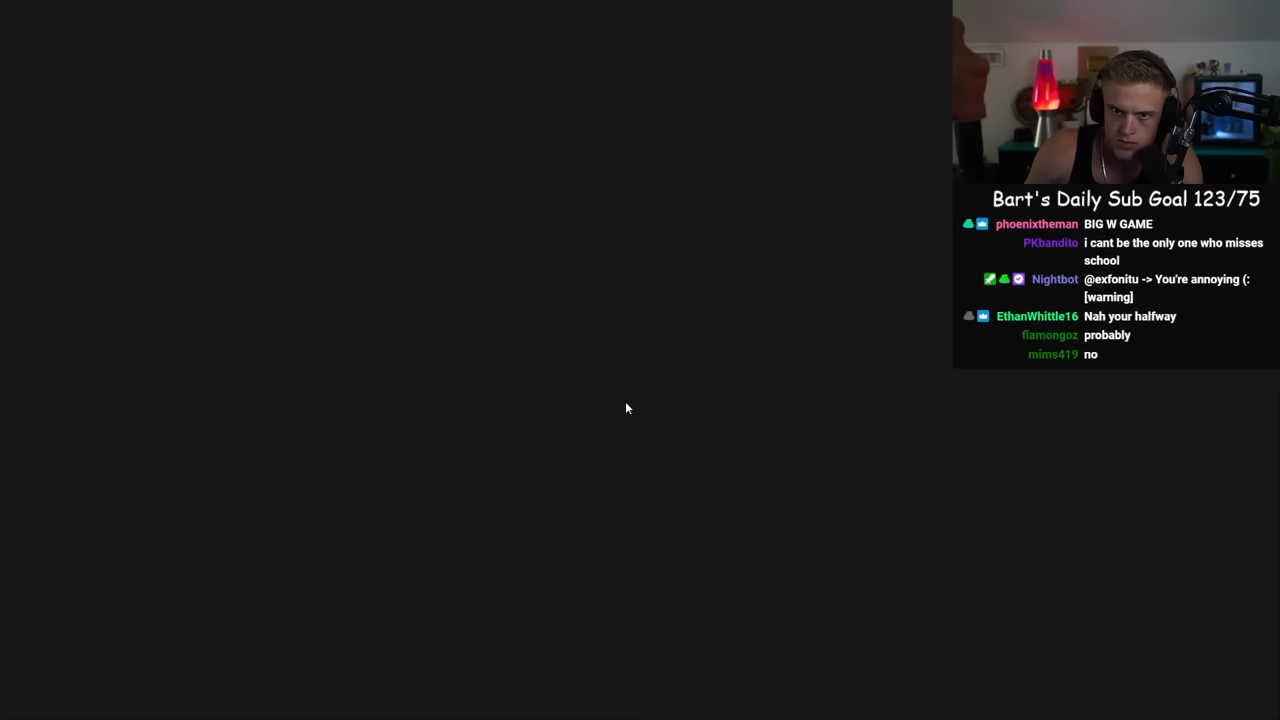 Bart's Daily Sub Goal 123/75
phoenixtheman BIG W GAME
PKbandito i cant be the only one who misses
school
Nightbot @exfonitu -> You're annoying (:
[warning]
EthanWhittle16 Nah your halfway
flamongoz probably
mims419 no